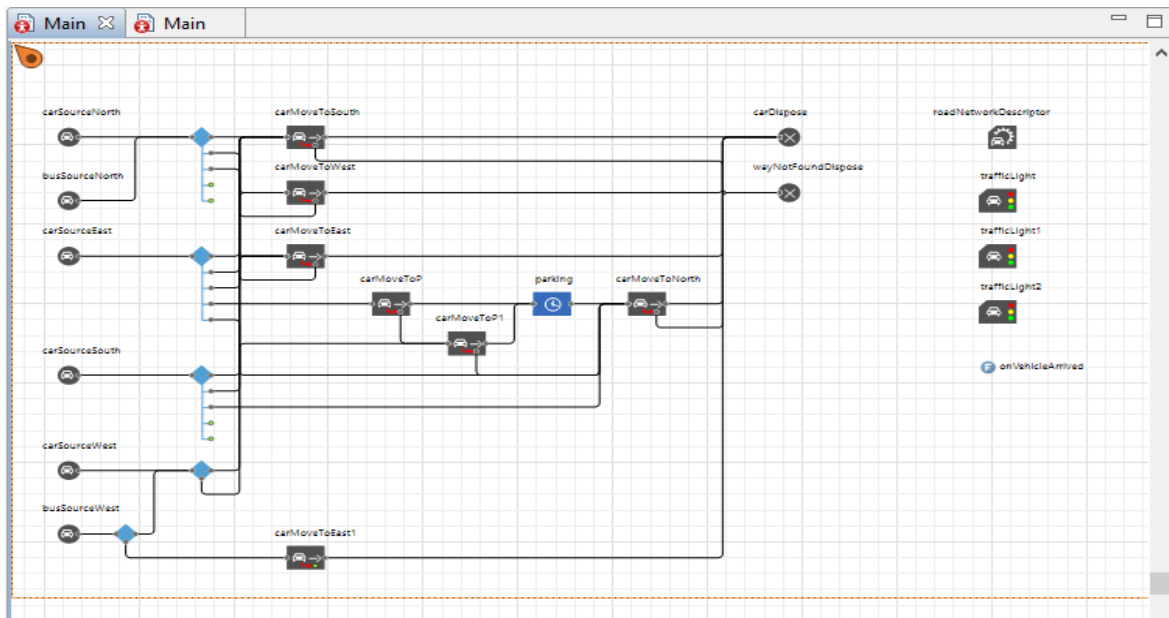 Main
Main
carSourceNorth
carMoveToSouth
carDispose
roadNetworkDescriptor
busSourceNorth
carMoveToWest
wayNotFoundDispose
trafficLight
carSourceEast
carMoveToEast
trafficLight1
carMoveToP
parking
carMoveToNorth
trafficLight2
carMoveToP1
carSourceSouth
F onVehicleArrived
carSourceWest
busSourceWest
carMoveToEast1